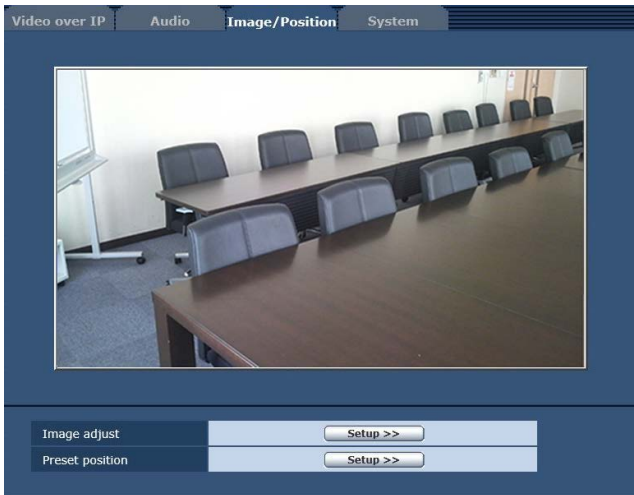 Video over IP Audio Image/Position System
Image adjust Setup >>
Preset position Setup >>